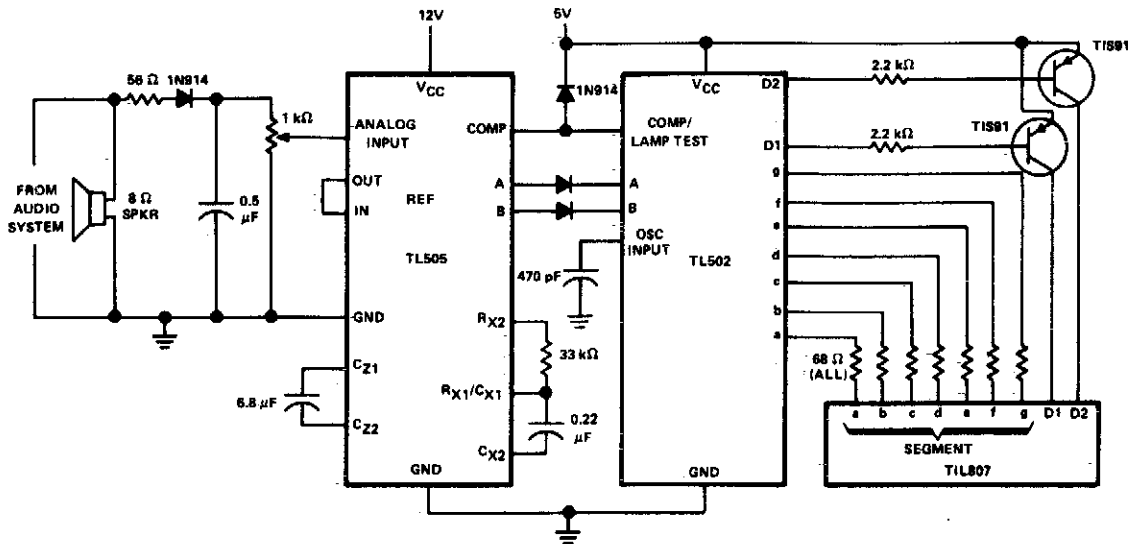 12V
5V
TIS91
56 Ω 1N914
2.2 kΩ
VCC
1N914
VCC
D2
1 kΩ
ANALOG
INPUT
COMP
COMP/
LAMP TEST
TIS91
2.2 kΩ
D1
OUT
REF
IN
A
B
A
B
g
f
FROM
AUDIO
SYSTEM
8 Ω
SPKR
0.5
μF
OSC
INPUT
e
TL505
TL502
d
470 pF
c
GND
RX2
b
33 kΩ
a
CZ1
RX1/CX1
68 Ω
(ALL)
6.8 μF
0.22
μF
CZ2
CX2
a b c d e f g D1 D2
GND
GND
SEGMENT
TIL807